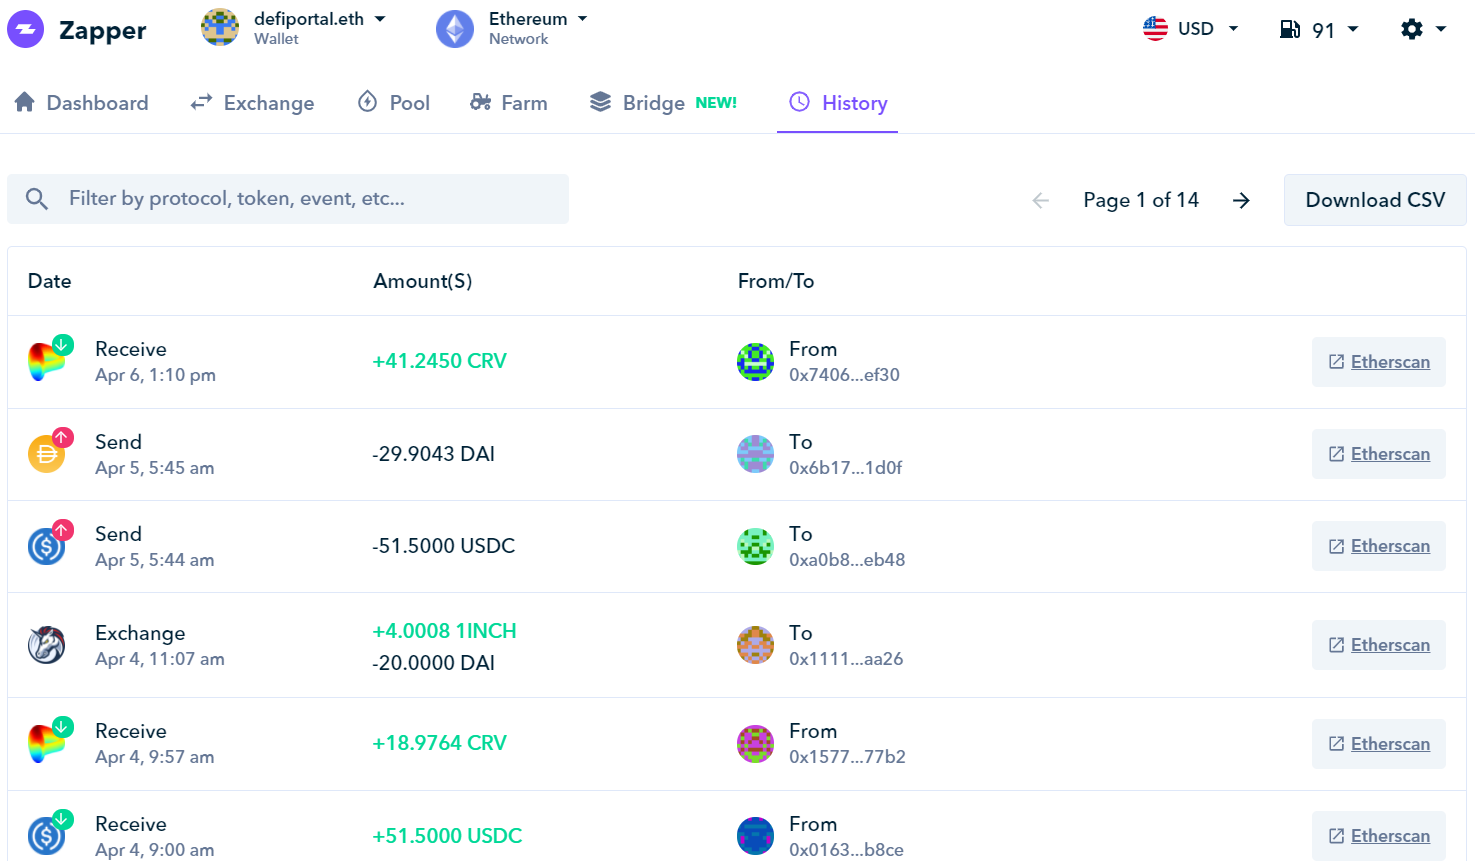 Zapper
defiportal.eth
Wallet
Ethereum
Network
USD
91
Dashboard
Exchange
Pool
Farm
Bridge NEW!
History
Filter by protocol, token, event, etc...
Page 1 of 14
Download CSV
Date Amount(S) From/To
Receive
Apr 6, 1:10 pm
+41.2450 CRV
From
0x7406...ef30
Etherscan
Send
Apr 5, 5:45 am
-29.9043 DAI
To
0x6b17...1d0f
Etherscan
Send
Apr 5, 5:44 am
-51.5000 USDC
To
0xa0b8...eb48
Etherscan
Exchange
Apr 4, 11:07 am
+4.0008 1INCH
-20.0000 DAI
To
0x1111...aa26
Etherscan
Receive
Apr 4, 9:57 am
+18.9764 CRV
From
0x1577...77b2
Etherscan
Receive
Apr 4, 9:00 am
+51.5000 USDC
From
0x0163...b8ce
Etherscan